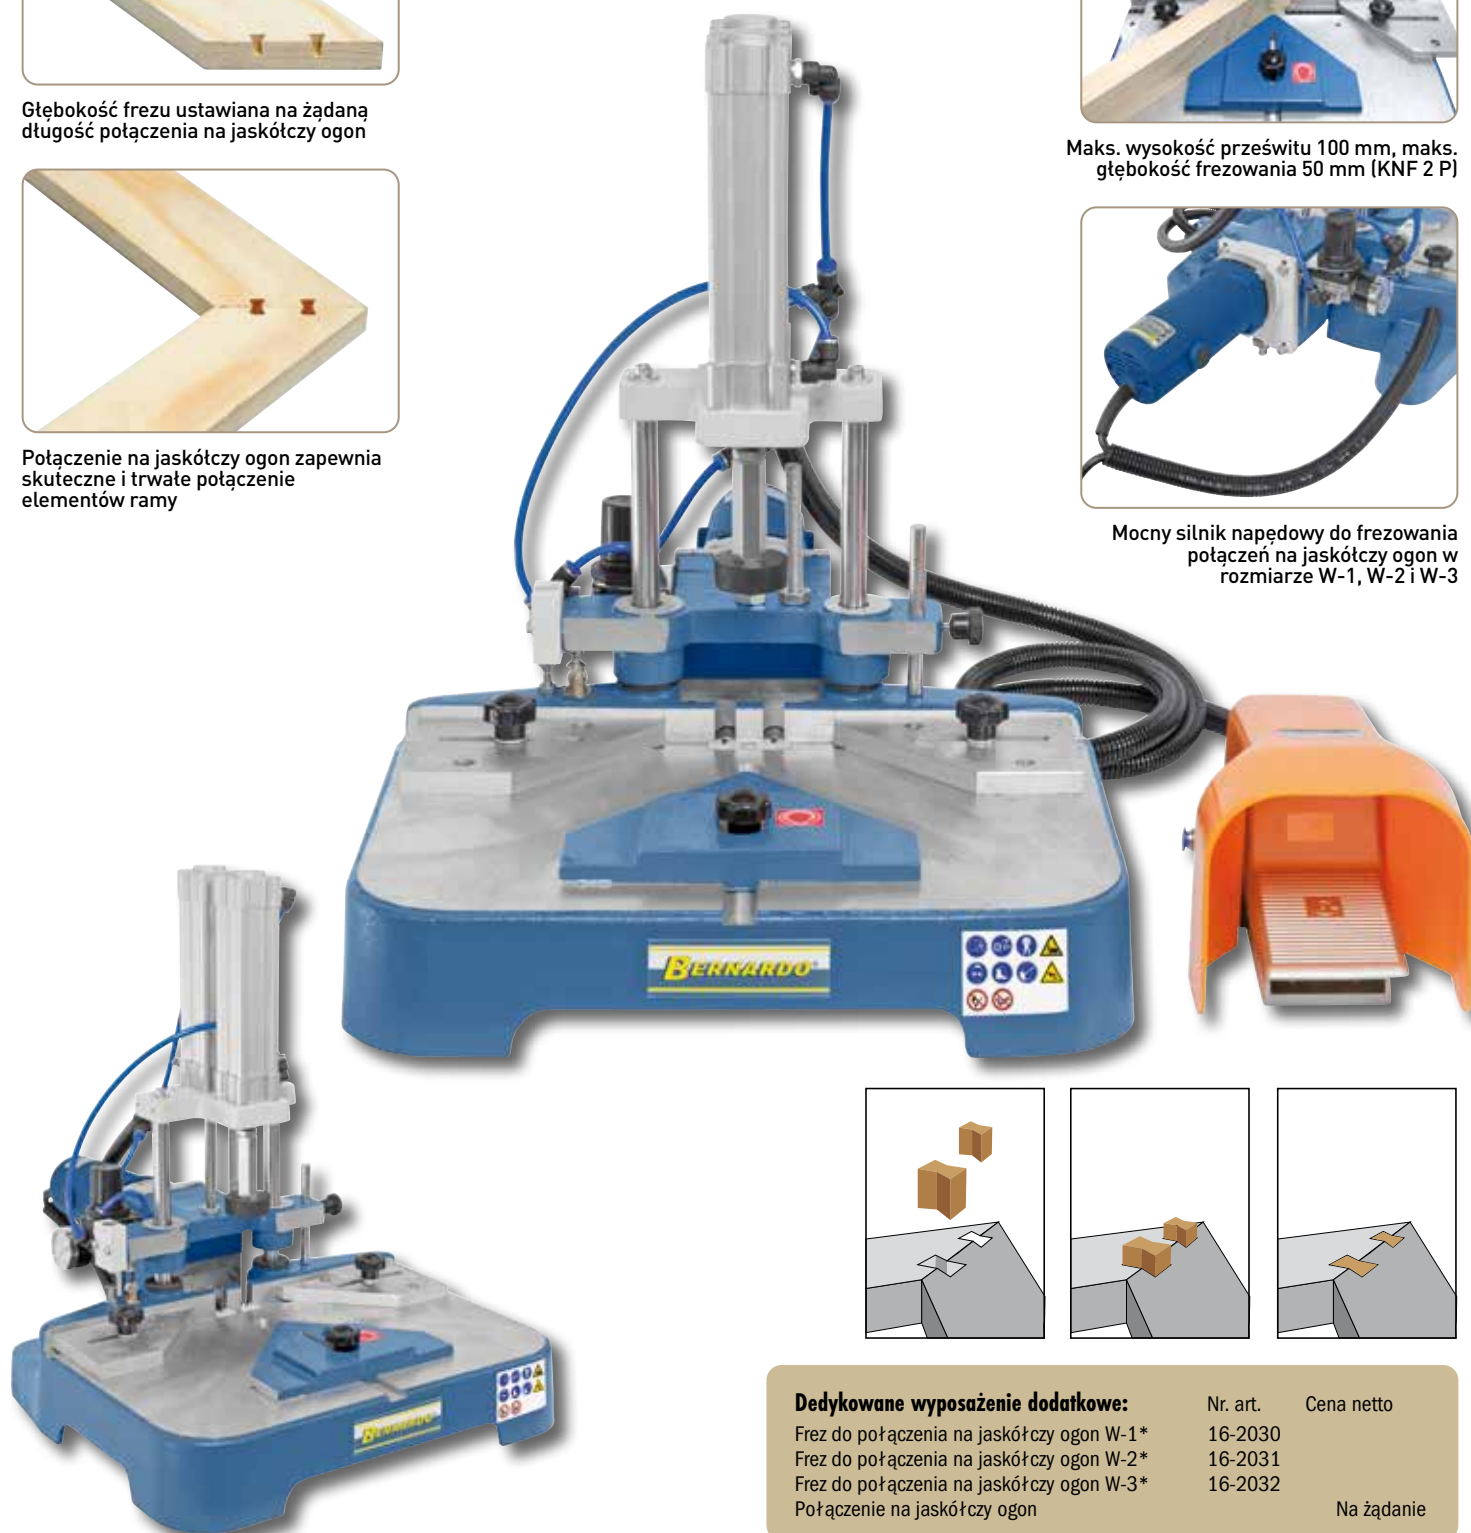 Głębokość frezu ustawiana na żądaną
długość połączenia na jaskółczy ogon
Połączenie na jaskółczy ogon zapewnia
skuteczne i trwałe połączenie
elementów ramy
Maks. wysokość prześwitu 100 mm, maks.
głębokość frezowania 50 mm (KNF 2 P)
Mocny silnik napędowy do frezowania
połączeń na jaskółczy ogon w
rozmiarze W-1, W-2 i W-3
BERNARDO
BERNARDO
Dedykowane wyposażenie dodatkowe: Nr. art. Cena netto
Frez do połączenia na jaskółczy ogon W-1* 16-2030
Frez do połączenia na jaskółczy ogon W-2* 16-2031
Frez do połączenia na jaskółczy ogon W-3* 16-2032
Połączenie na jaskółczy ogon Na żądanie